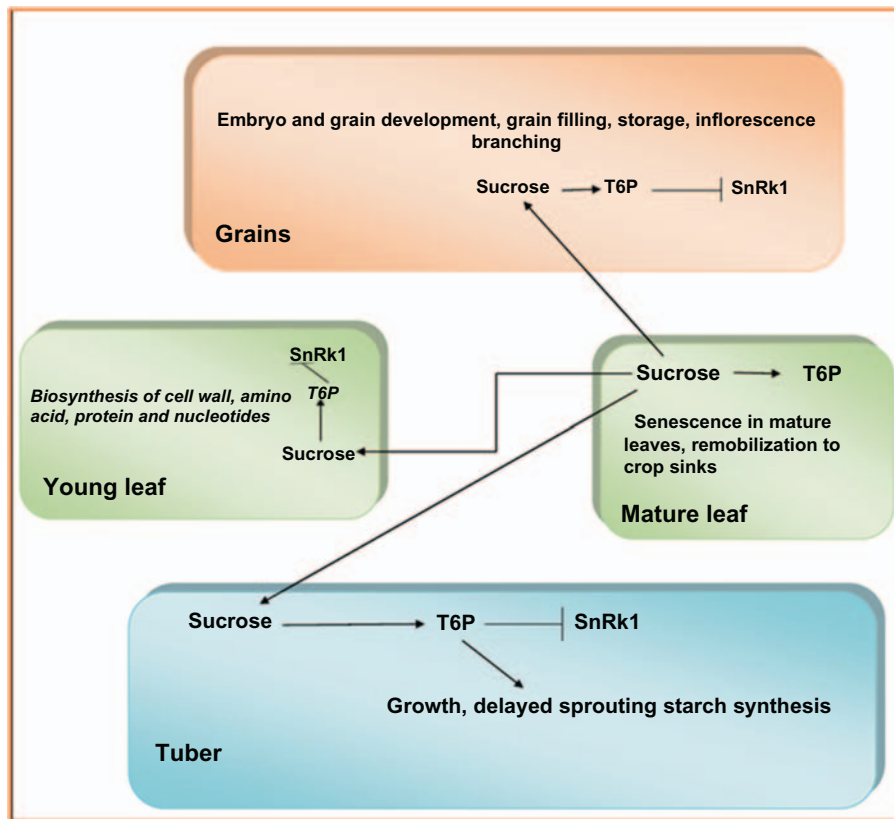 Embryo and grain development, grain filling, storage, inflorescence
branching
Sucrose T6P SnRk1
Grains
SnRk1
T6P
Biosynthesis of cell wall, amino
acid, protein and nucleotides
Sucrose
Young leaf
Sucrose T6P
Senescence in mature
leaves, remobilization to
crop sinks
Mature leaf
Sucrose T6P SnRk1
Growth, delayed sprouting starch synthesis
Tuber